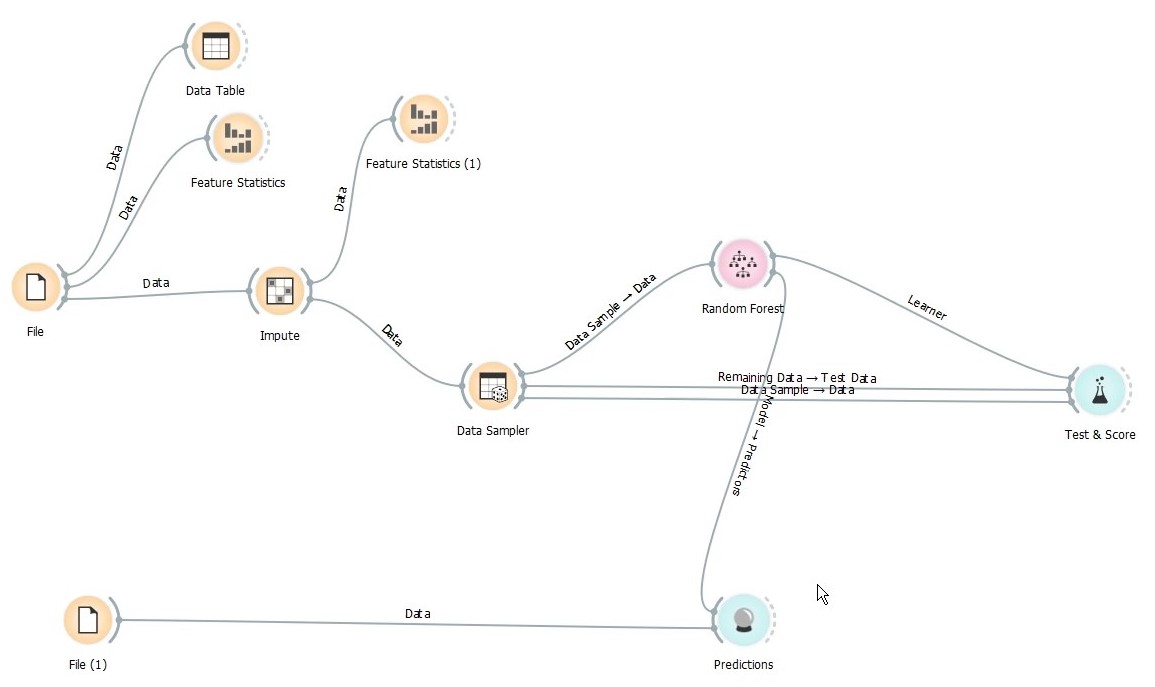 Data Table
Data
Feature Statistics
Data
Feature Statistics (1)
Data
File
Data
Impute
Data
Data Sampler
Data Sample → Data
Random Forest
Learner
Remaining Data → Test Data
Data Sample → Data
Model → Predictors
Test & Score
File (1)
Data
Predictions